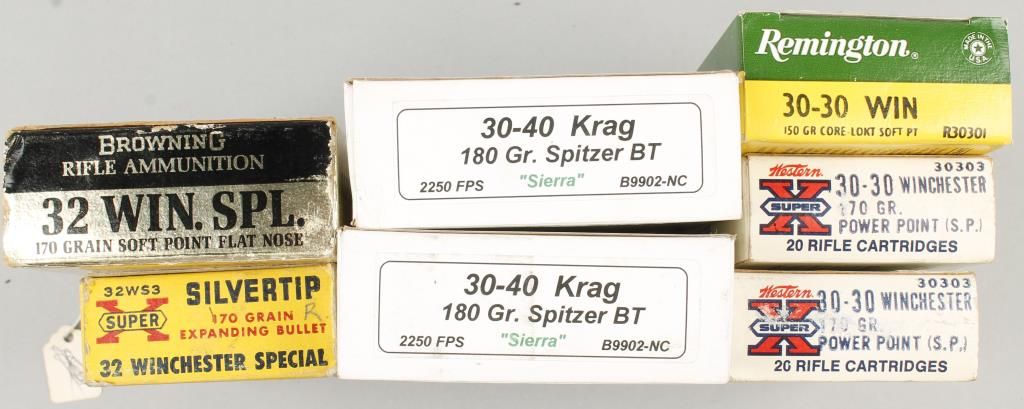 BROWNING
RIFLE AMMUNITION
32 WIN. SPL.
170 GRAIN SOFT POINT FLAT NOSE
32WS3
SILVERTIP
X
SUPER
170 GRAIN
EXPANDING BULLET
R
32 WINCHESTER SPECIAL
30-40 Krag
180 Gr. Spitzer BT
2250 FPS "Sierra" B9902-NC
30-40 Krag
180 Gr. Spitzer BT
2250 FPS "Sierra" B9902-NC
Remington®
MADE IN THE U.S.A.
30-30 WIN
150 GR CORE-LOKT SOFT PT R30301
30303
Western
X
SUPER
30-30 WINCHESTER
170 GR.
POWER POINT (S.P.)
20 RIFLE CARTRIDGES
30303
Western
X
SUPER
30-30 WINCHESTER
170 GR.
POWER POINT (S.P.)
20 RIFLE CARTRIDGES